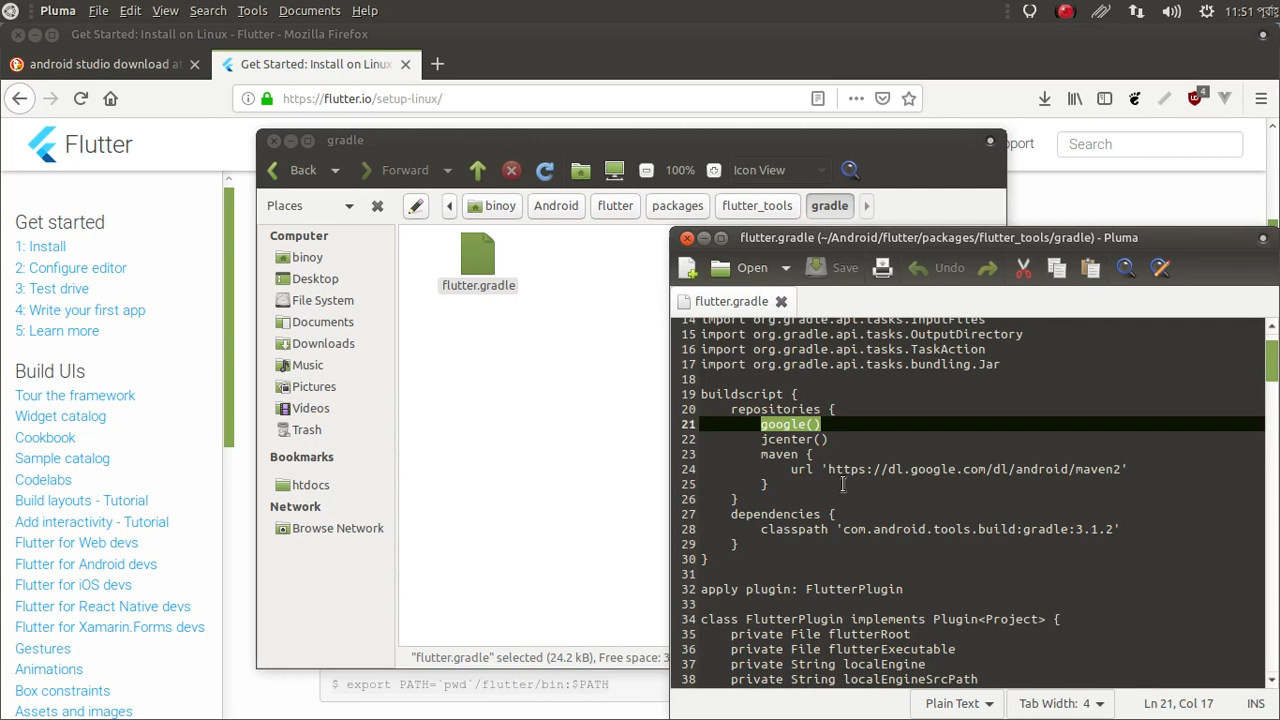 Pluma File Edit View Search Tools Documents Help 11:51
Get Started: Install on Linux - Flutter - Mozilla Firefox
android studio download a
Get Started: Install on Linux
https://flutter.io/setup-linux/
4
Flutter
port
Search
Get started
1: Install
2: Configure editor
3: Test drive
4: Write your first app
5: Learn more
Build UIs
Tour the framework
Widget catalog
Cookbook
Sample catalog
Codelabs
Build layouts - Tutorial
Add interactivity - Tutorial
Flutter for Web devs
Flutter for Android devs
Flutter for iOS devs
Flutter for React Native devs
Flutter for Xamarin.Forms devs
Gestures
Animations
Box constraints
Assets and images
$ export PATH=`pwd`/flutter/bin:$PATH
gradle
Back Forward 100% Icon View
Places
binoy Android flutter packages flutter_tools gradle
Computer
binoy
Desktop
File System
Documents
Downloads
Music
Pictures
Videos
Trash
Bookmarks
htdocs
Network
Browse Network
flutter.gradle
"flutter.gradle" selected (24.2 kB), Free space: 3
flutter.gradle (~/Android/flutter/packages/flutter_tools/gradle) - Pluma
Open Save Undo
flutter.gradle
14 import org.gradle.api.tasks.InputFiles
15 import org.gradle.api.tasks.OutputDirectory
16 import org.gradle.api.tasks.TaskAction
17 import org.gradle.api.tasks.bundling.Jar
18
19 buildscript {
20     repositories {
21         google()
22         jcenter()
23         maven {
24             url 'https://dl.google.com/dl/android/maven2'
25         }
26     }
27     dependencies {
28         classpath 'com.android.tools.build:gradle:3.1.2'
29     }
30 }
31
32 apply plugin: FlutterPlugin
33
34 class FlutterPlugin implements Plugin<Project> {
35     private File flutterRoot
36     private File flutterExecutable
37     private String localEngine
38     private String localEngineSrcPath
Plain Text Tab Width: 4 Ln 21, Col 17 INS